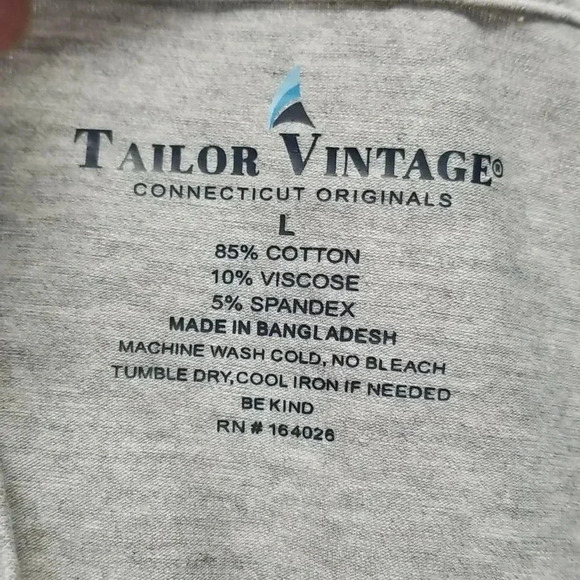 TAILOR VINTAGE®
CONNECTICUT ORIGINALS
L
85% COTTON
10% VISCOSE
5% SPANDEX
MADE IN BANGLADESH
MACHINE WASH COLD, NO BLEACH
TUMBLE DRY,COOL IRON IF NEEDED
BE KIND
RN # 164026